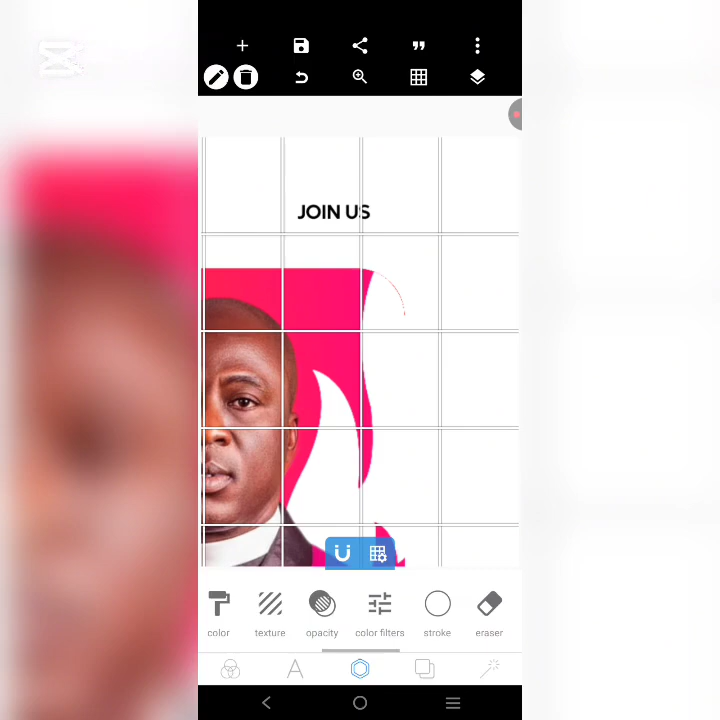 JOIN US
color
texture
opacity
color filters
stroke
eraser